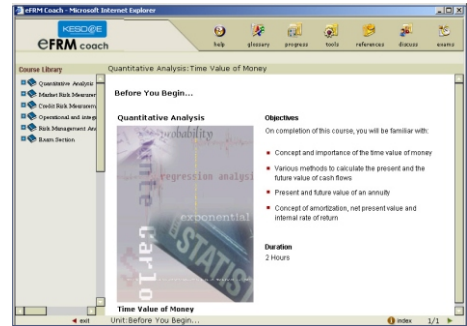 eFRM Coach - Microsoft Internet Explorer
KESDEE
eFRM coach
help glossary progress tools references discuss exams
Course Library
Quantitative Analysis: Time Value of Money
Quantitative Analysis
Market Risk Measurem
Credit Risk Measurem
Operational and integr
Risk Management An
Exam Section
Before You Begin...
Quantitative Analysis
probability
regression analysi
exponential
ante carlo
STATIST
Time Value of Money
Objectives
On completion of this course, you will be familiar with:
Concept and importance of the time value of money
Various methods to calculate the present and the
future value of cash flows
Present and future value of an annuity
Concept of amortization, net present value and
internal rate of return
Duration
2 Hours
exit Unit: Before You Begin... index 1/1